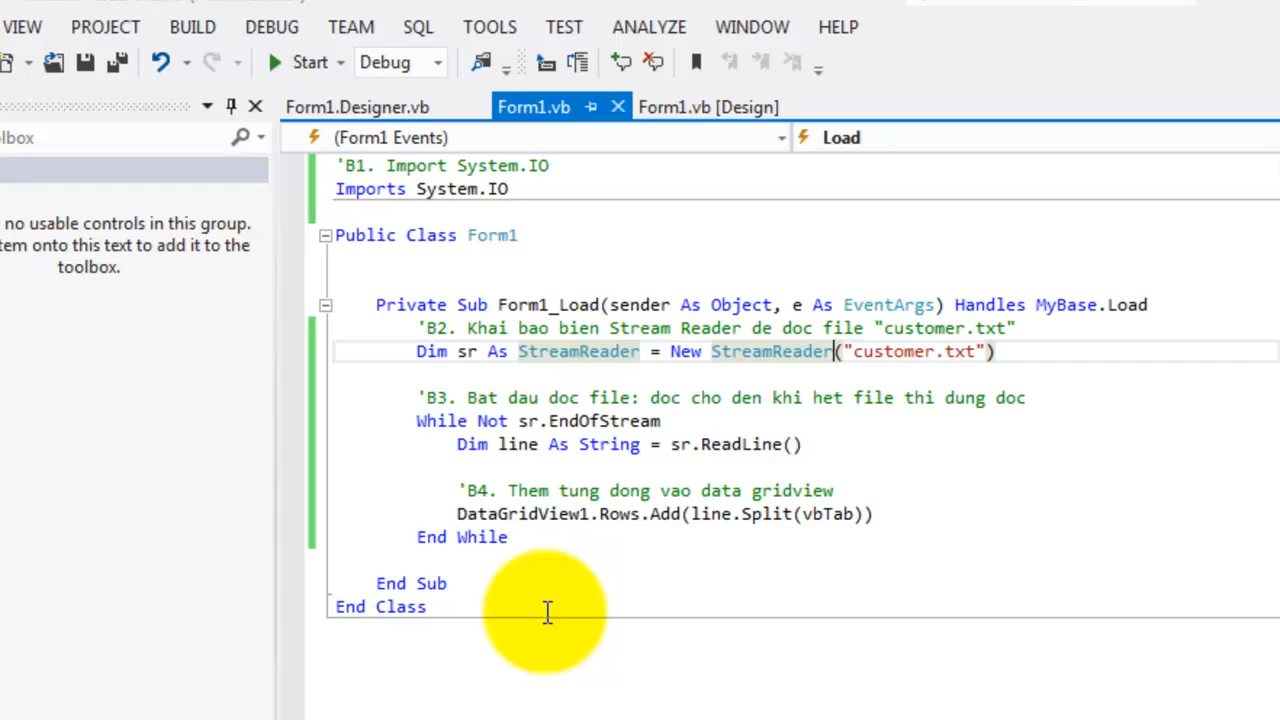 VIEW PROJECT BUILD DEBUG TEAM SQL TOOLS TEST ANALYZE WINDOW HELP
Start Debug
Form1.Designer.vb Form1.vb Form1.vb [Design]
lbox (Form1 Events) Load
'B1. Import System.IO
Imports System.IO
no usable controls in this group.
tem onto this text to add it to the
toolbox.
Public Class Form1
Private Sub Form1_Load(sender As Object, e As EventArgs) Handles MyBase.Load
'B2. Khai bao bien Stream Reader de doc file "customer.txt"
Dim sr As StreamReader = New StreamReader("customer.txt")
'B3. Bat dau doc file: doc cho den khi het file thi dung doc
While Not sr.EndOfStream
Dim line As String = sr.ReadLine()
'B4. Them tung dong vao data gridview
DataGridView1.Rows.Add(line.Split(vbTab))
End While
End Sub
End Class